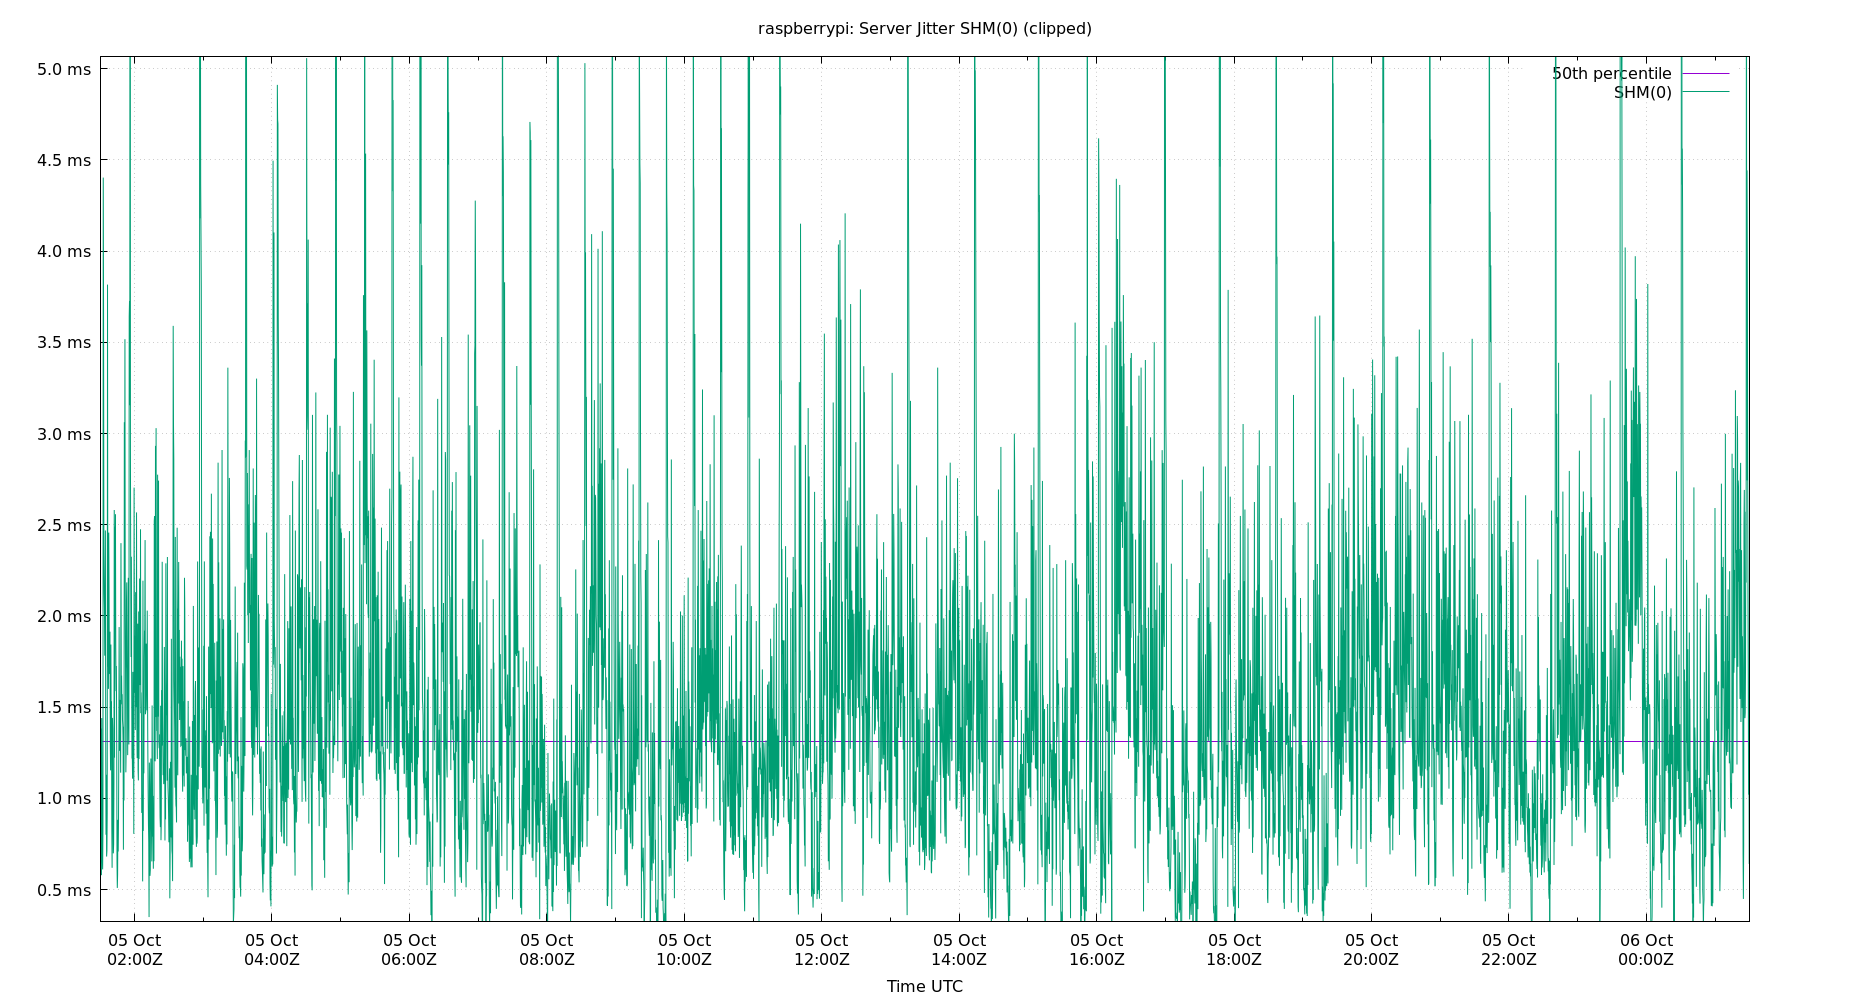 raspberrypi: Server Jitter SHM(0) (clipped)
50th percentile
SHM(0)
5.0 ms
4.5 ms
4.0 ms
3.5 ms
3.0 ms
2.5 ms
2.0 ms
1.5 ms
1.0 ms
0.5 ms
05 Oct 05 Oct 05 Oct 05 Oct 05 Oct 05 Oct 05 Oct 05 Oct 05 Oct 05 Oct 05 Oct 06 Oct
02:00Z 04:00Z 06:00Z 08:00Z 10:00Z 12:00Z 14:00Z 16:00Z 18:00Z 20:00Z 22:00Z 00:00Z
Time UTC